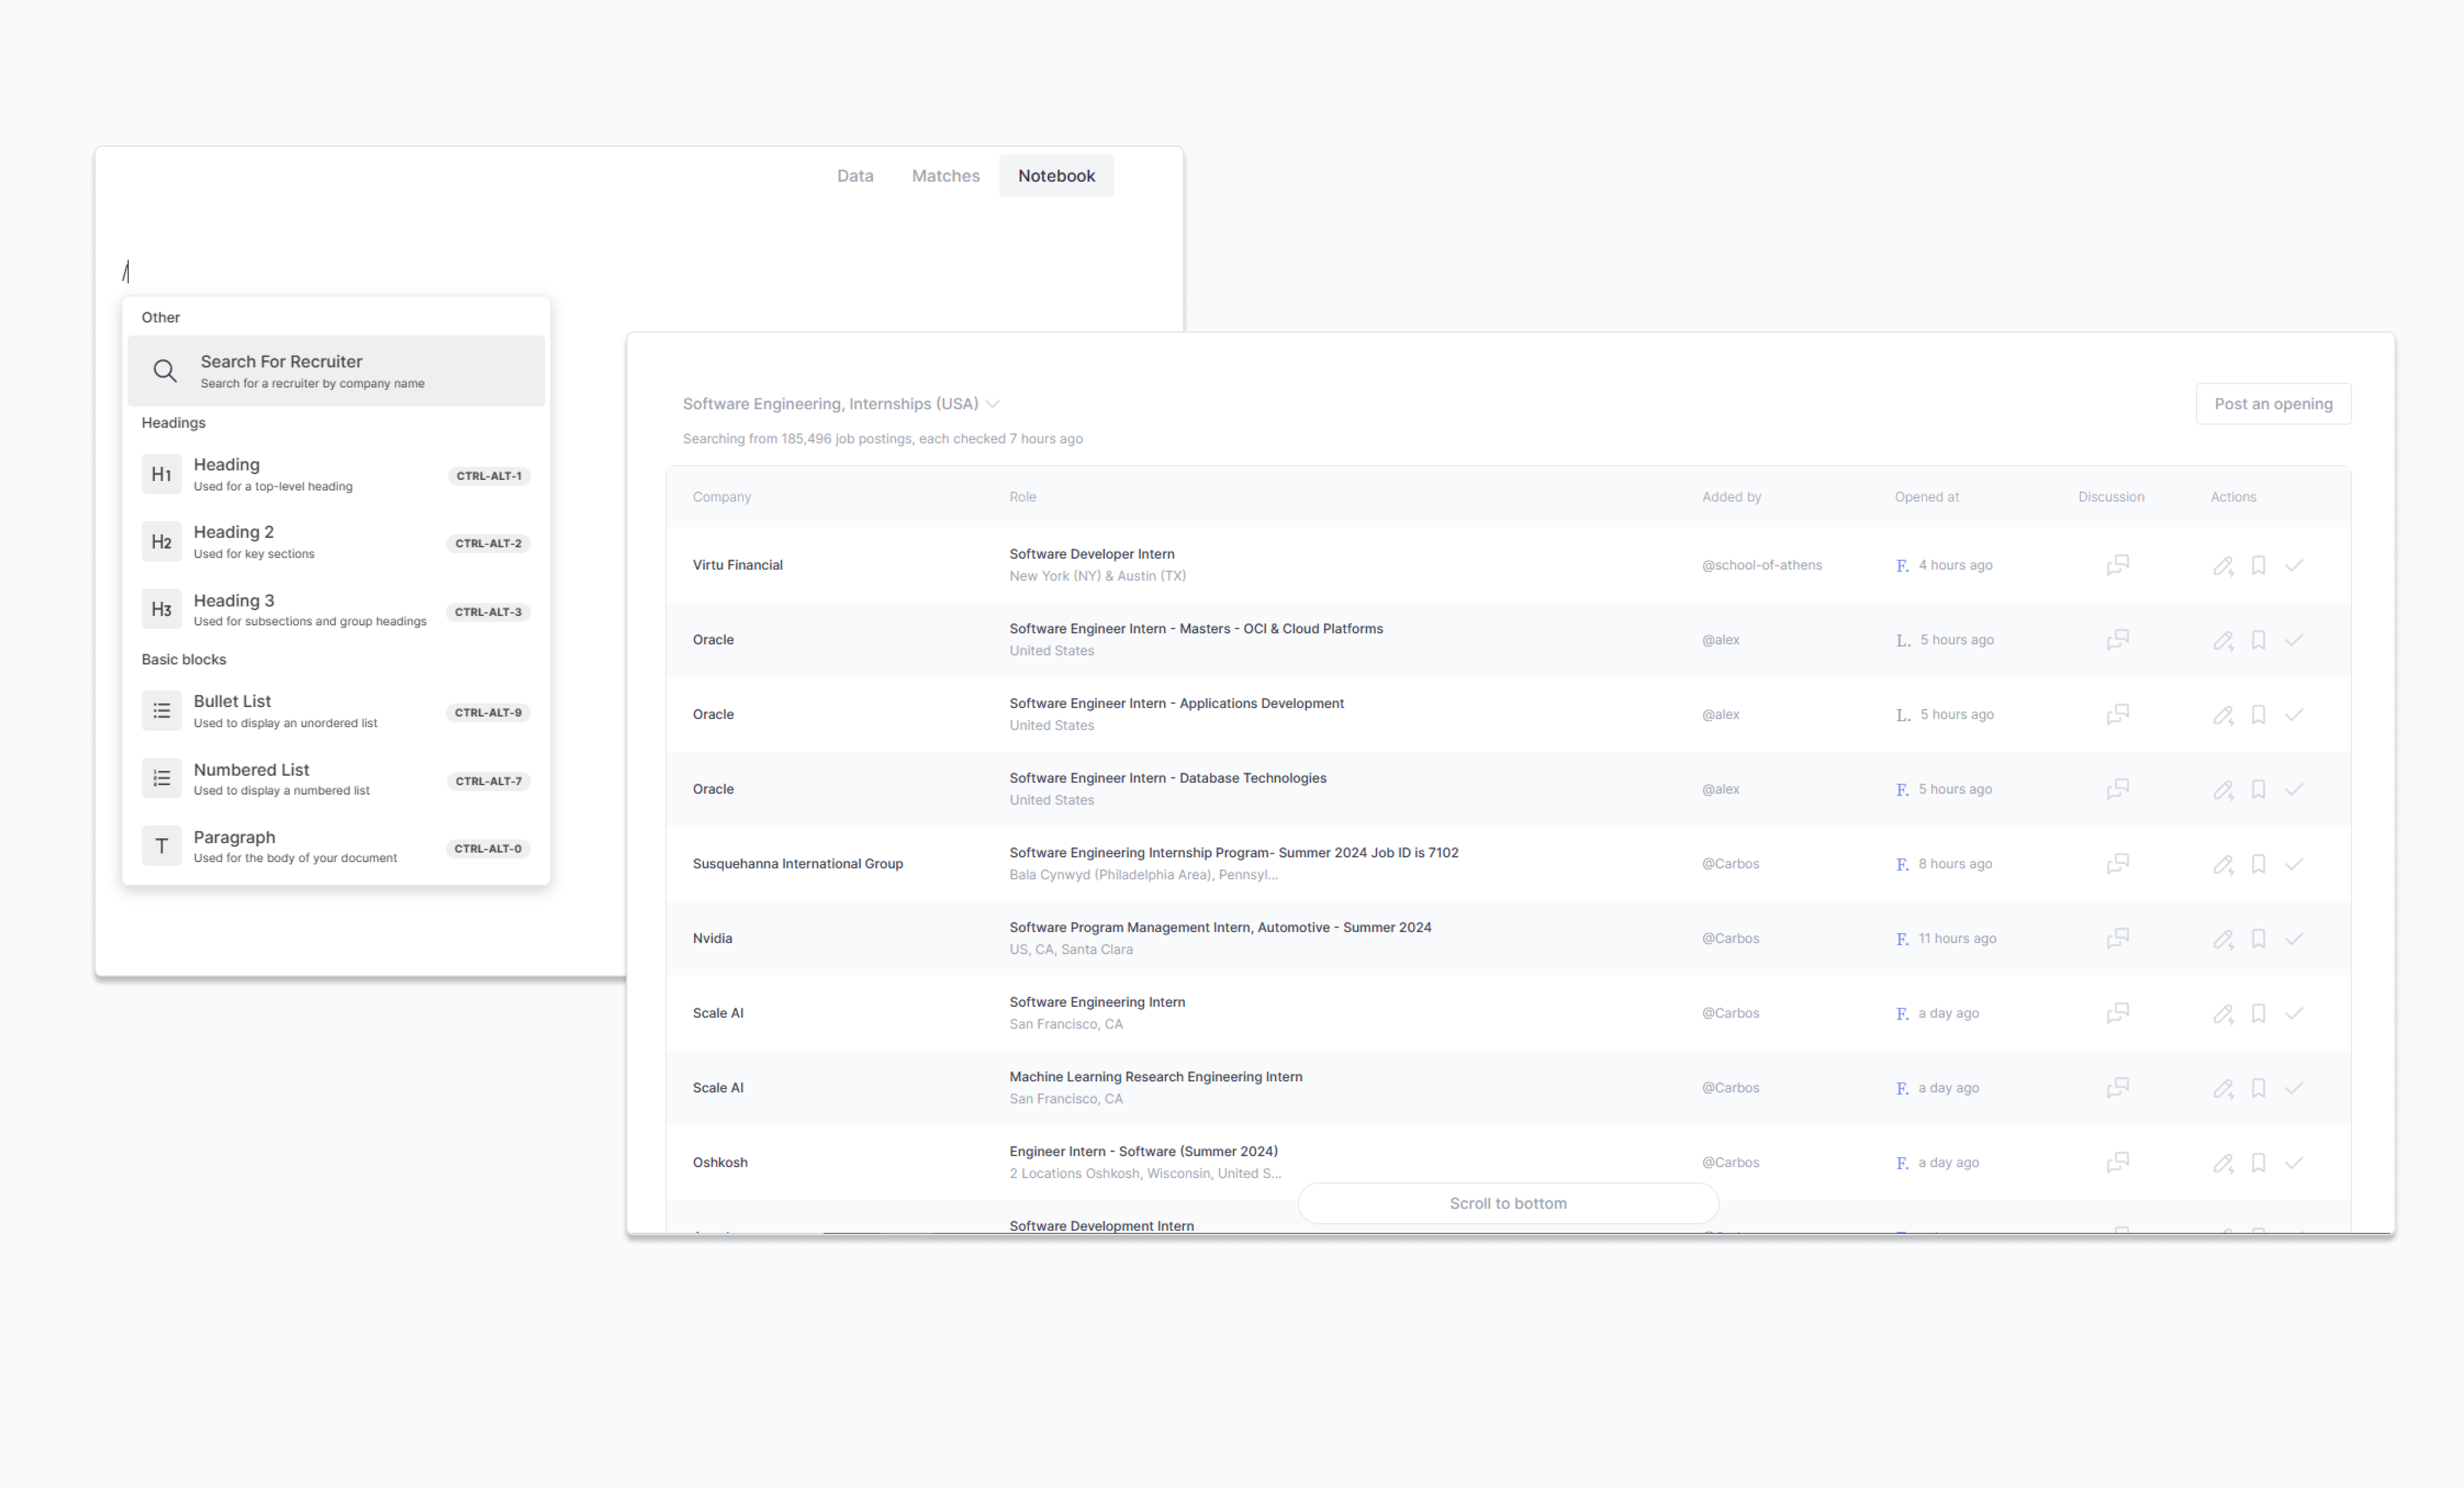 Data Matches Notebook
/
Other
Search For Recruiter
Search for a recruiter by company name
Headings
H1 Heading CTRL-ALT-1
Used for a top-level heading
H2 Heading 2 CTRL-ALT-2
Used for key sections
H3 Heading 3 CTRL-ALT-3
Used for subsections and group headings
Basic blocks
Bullet List CTRL-ALT-9
Used to display an unordered list
Numbered List CTRL-ALT-7
Used to display a numbered list
T Paragraph CTRL-ALT-0
Used for the body of your document
Software Engineering, Internships (USA) Post an opening
Searching from 185,496 job postings, each checked 7 hours ago
Company Role Added by Opened at Discussion Actions
Virtu Financial Software Developer Intern @school-of-athens F. 4 hours ago
New York (NY) & Austin (TX)
Oracle Software Engineer Intern - Masters - OCI & Cloud Platforms @alex L. 5 hours ago
United States
Oracle Software Engineer Intern - Applications Development @alex L. 5 hours ago
United States
Oracle Software Engineer Intern - Database Technologies @alex F. 5 hours ago
United States
Susquehanna International Group Software Engineering Internship Program- Summer 2024 Job ID is 7102 @Carbos F. 8 hours ago
Bala Cynwyd (Philadelphia Area), Pennsyl...
Nvidia Software Program Management Intern, Automotive - Summer 2024 @Carbos F. 11 hours ago
US, CA, Santa Clara
Scale AI Software Engineering Intern @Carbos F. a day ago
San Francisco, CA
Scale AI Machine Learning Research Engineering Intern @Carbos F. a day ago
San Francisco, CA
Oshkosh Engineer Intern - Software (Summer 2024) @Carbos F. a day ago
2 Locations Oshkosh, Wisconsin, United S...
Scroll to bottom
Software Development Intern